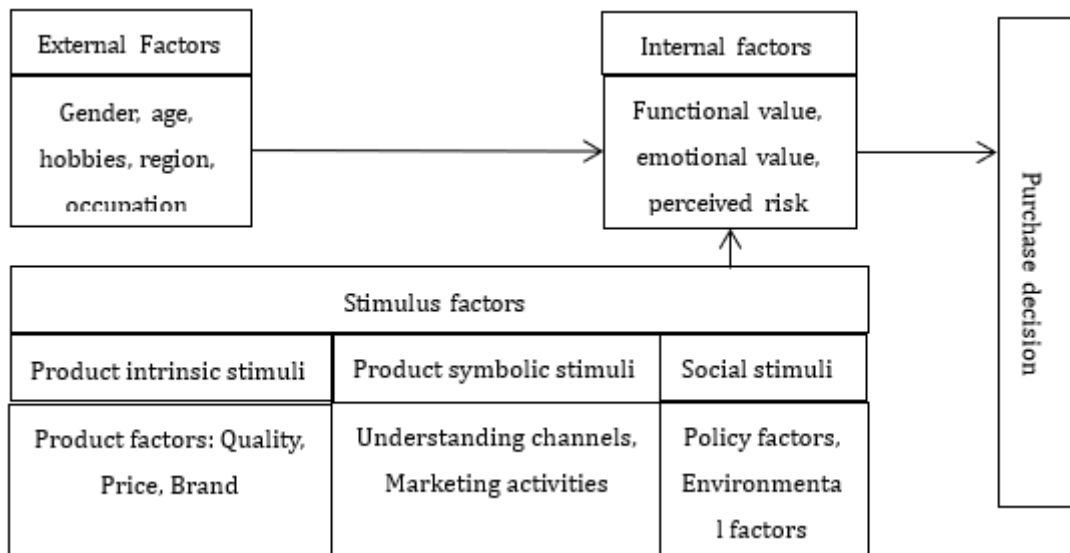 External Factors
Gender, age,
hobbies, region,
occupation
Internal factors
Functional value,
emotional value,
perceived risk
Purchase decision
Stimulus factors
Product intrinsic stimuli
Product symbolic stimuli
Social stimuli
Product factors: Quality,
Price, Brand
Understanding channels,
Marketing activities
Policy factors,
Environmenta
l factors